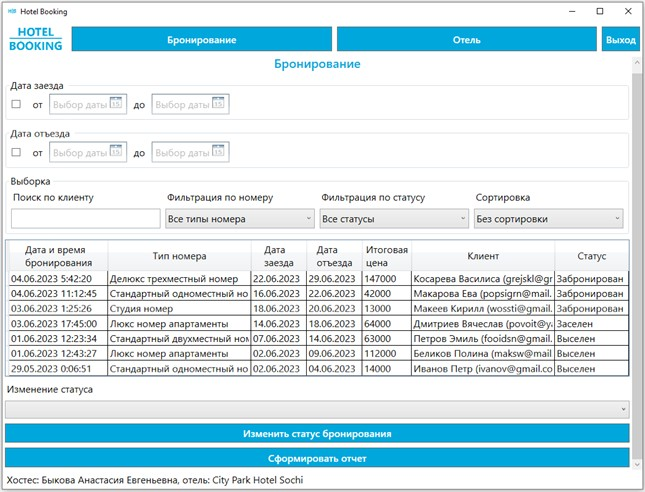 HB Hotel Booking
HOTEL BOOKING
Бронирование Отель Выход
Бронирование
Дата заезда
от Выбор даты 15 до Выбор даты 15
Дата отъезда
от Выбор даты 15 до Выбор даты 15
Выборка
Поиск по клиенту Фильтрация по номеру Фильтрация по статусу Сортировка
Все типы номера Все статусы Без сортировки
Дата и время бронирования Тип номера Дата заезда Дата отъезда Итоговая цена Клиент Статус
04.06.2023 5:42:20 Делюкс трехместный номер 22.06.2023 29.06.2023 147000 Косарева Василиса (grejskl@gr Забронирован
04.06.2023 11:12:45 Стандартный одноместный но 16.06.2023 22.06.2023 42000 Макарова Ева (popsigrn@mail. Забронирован
03.06.2023 1:25:26 Студия номер 18.06.2023 20.06.2023 13000 Макеев Кирилл (wossti@gmail. Забронирован
03.06.2023 17:45:00 Люкс номер апартаменты 14.06.2023 18.06.2023 64000 Дмитриев Вячеслав (povoit@y Заселен
01.06.2023 12:23:34 Стандартный двухместный ном 07.06.2023 14.06.2023 63000 Петров Эмиль (fooidsn@gmail. Выселен
01.06.2023 12:43:27 Люкс номер апартаменты 02.06.2023 09.06.2023 112000 Беликов Полина (maksw@mail Выселен
29.05.2023 0:06:51 Стандартный одноместный но 02.06.2023 04.06.2023 14000 Иванов Петр (ivanov@gmail.co Выселен
Изменение статуса
Изменить статус бронирования
Сформировать отчет
Хостес: Быкова Анастасия Евгеньевна, отель: City Park Hotel Sochi